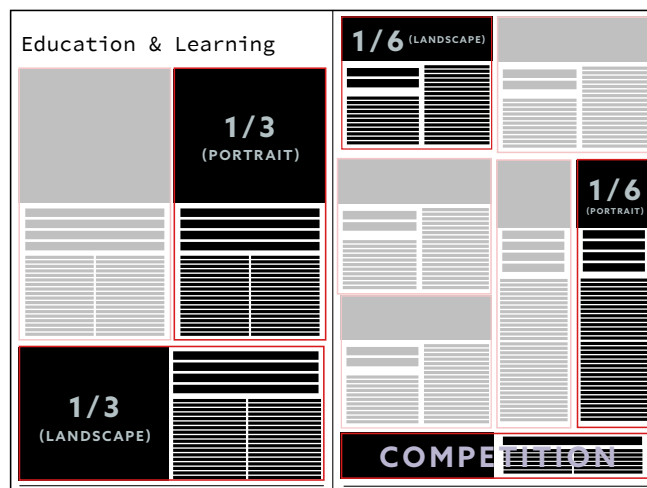 Education & Learning
1/3
(PORTRAIT)
1/3
(LANDSCAPE)
1/6 (LANDSCAPE)
1/6
(PORTRAIT)
COMPETITION